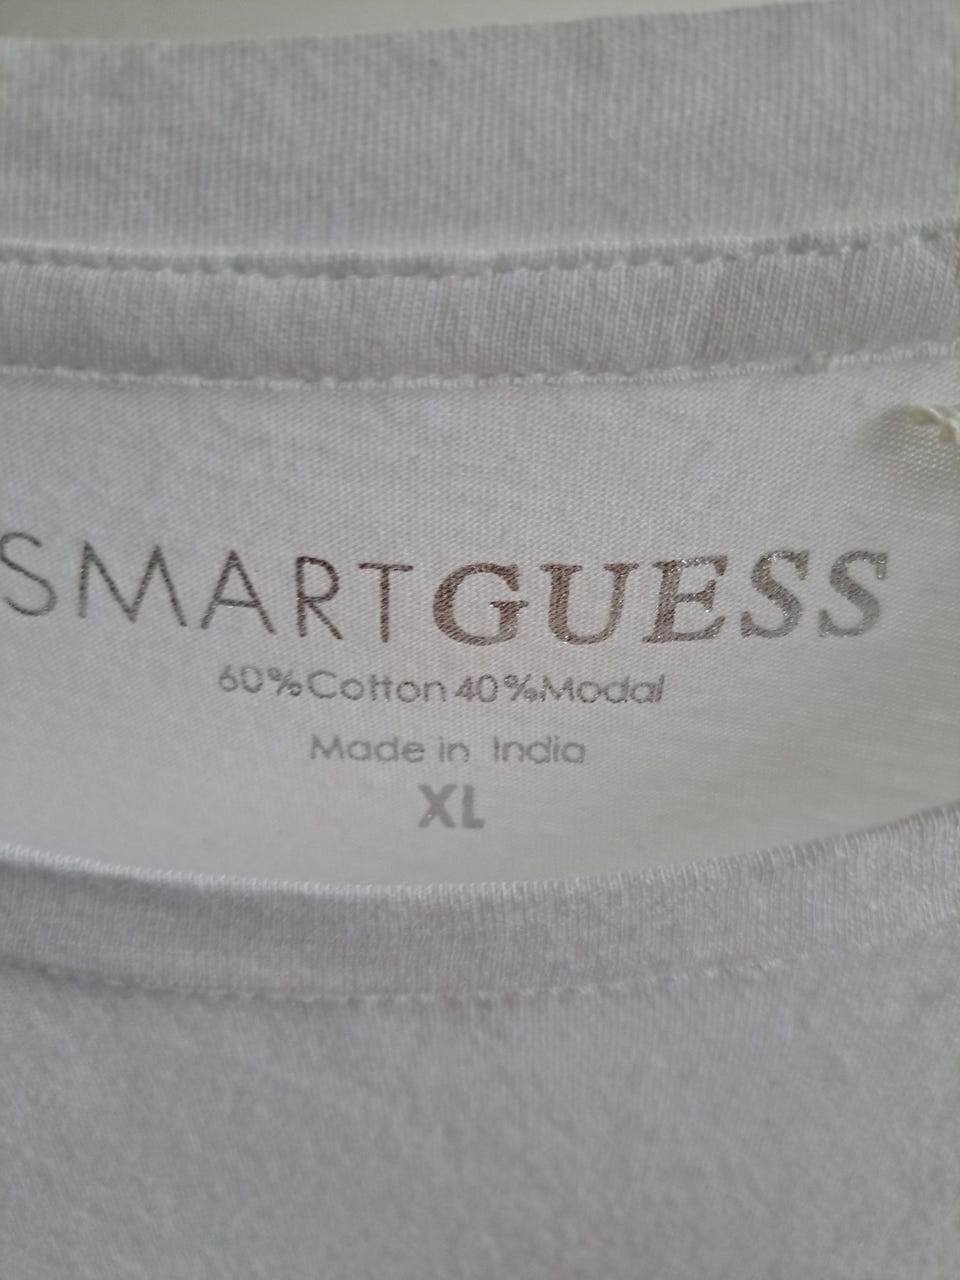 SMARTGUESS
60%Cotton 40%Modal
Made in India
XL